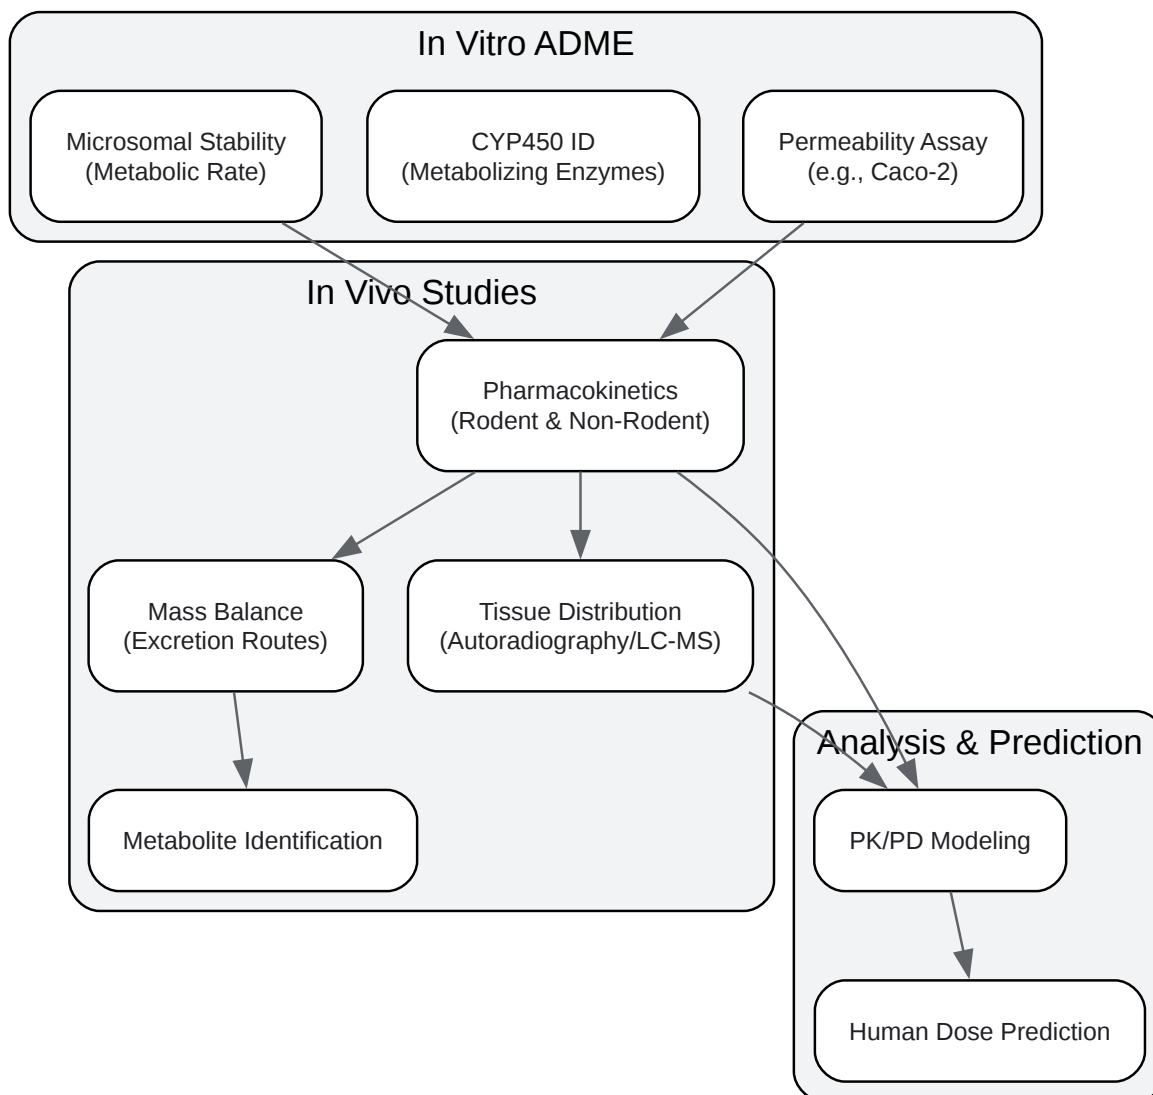 In Vitro ADME
Microsomal Stability
(Metabolic Rate)
CYP450 ID
(Metabolizing Enzymes)
Permeability Assay
(e.g., Caco-2)
In Vivo Studies
Pharmacokinetics
(Rodent & Non-Rodent)
Mass Balance
(Excretion Routes)
Tissue Distribution
(Autoradiography/LC-MS)
Metabolite Identification
Analysis & Prediction
PK/PD Modeling
Human Dose Prediction